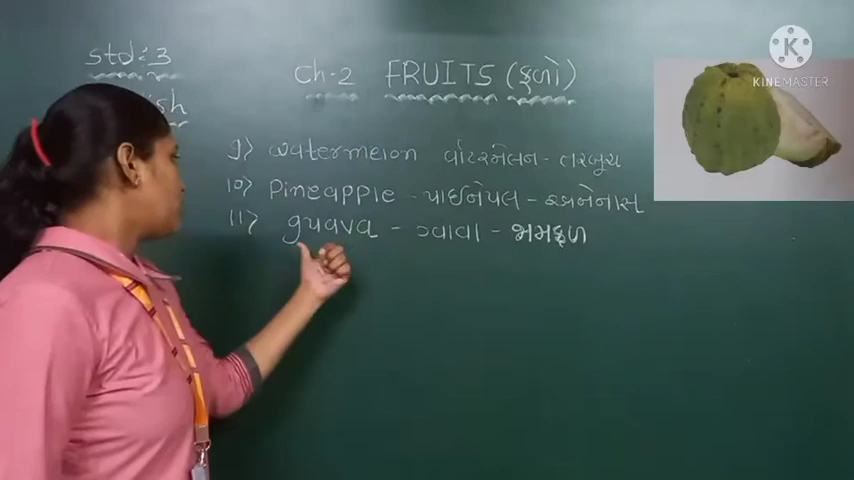 std: 3
Ch-2 FRUITS (ફળો)
KINEMASTER
ish
9> watermelon વોટરમેલન - તરબુચ
10> Pineapple - પાઈનેપલ - અનેનાસ
11> guava - ગ્વાવા - જામફળ